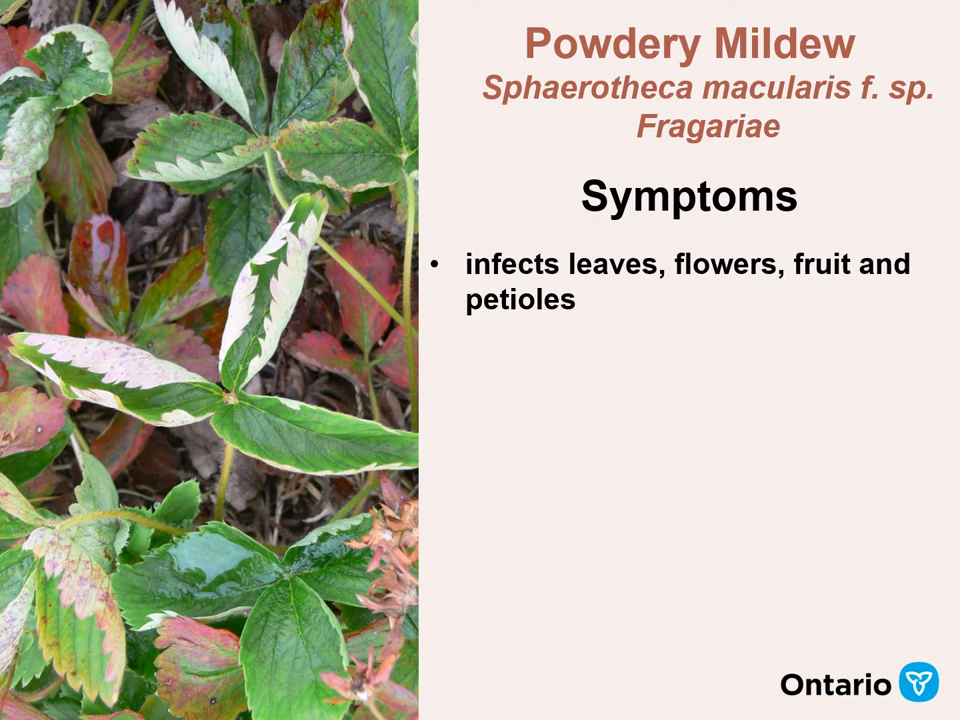 Powdery Mildew
Sphaerotheca macularis f. sp.
Fragariae
Symptoms
• infects leaves, flowers, fruit and
petioles
Ontario